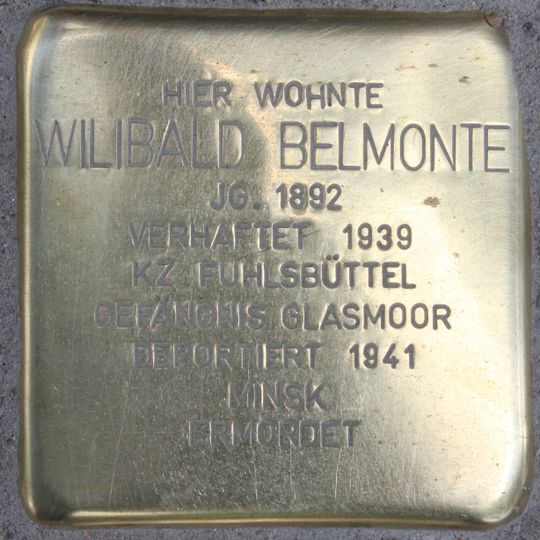 HIER WOHNTE
WILIBALD BELMONTE
JG. 1892
VERHAFTET 1939
KZ FUHLSBÜTTEL
GEFÄNGNIS GLASMOOR
DEPORTIERT 1941
MINSK
ERMORDET